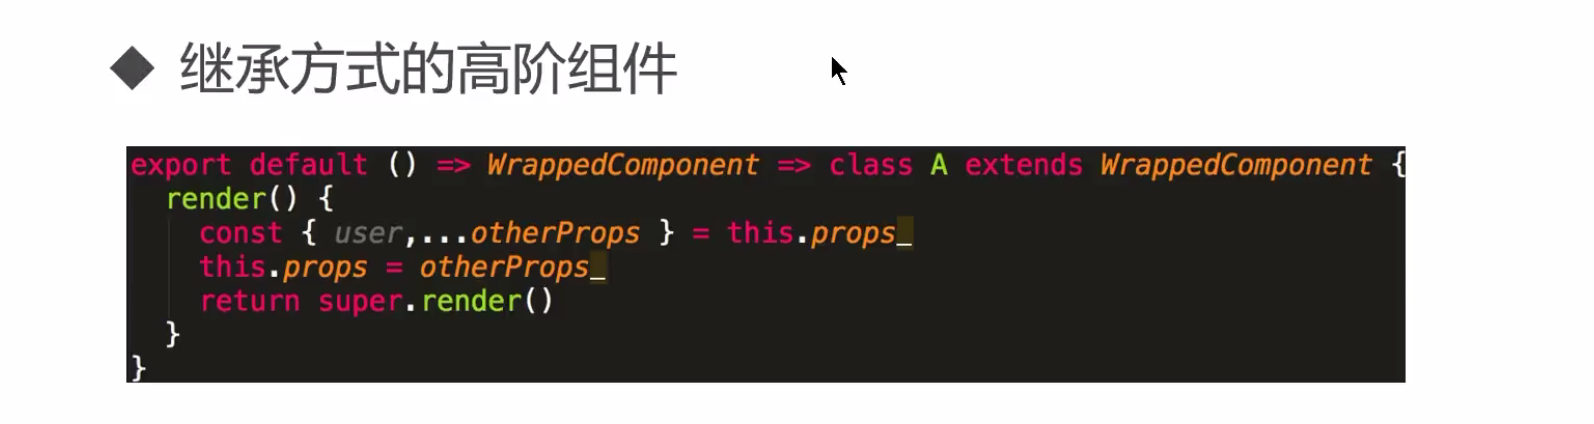 ◆ 继承方式的高阶组件
export default () => WrappedComponent => class A extends WrappedComponent {
  render() {
    const { user,...otherProps } = this.props_
    this.props = otherProps_
    return super.render()
  }
}